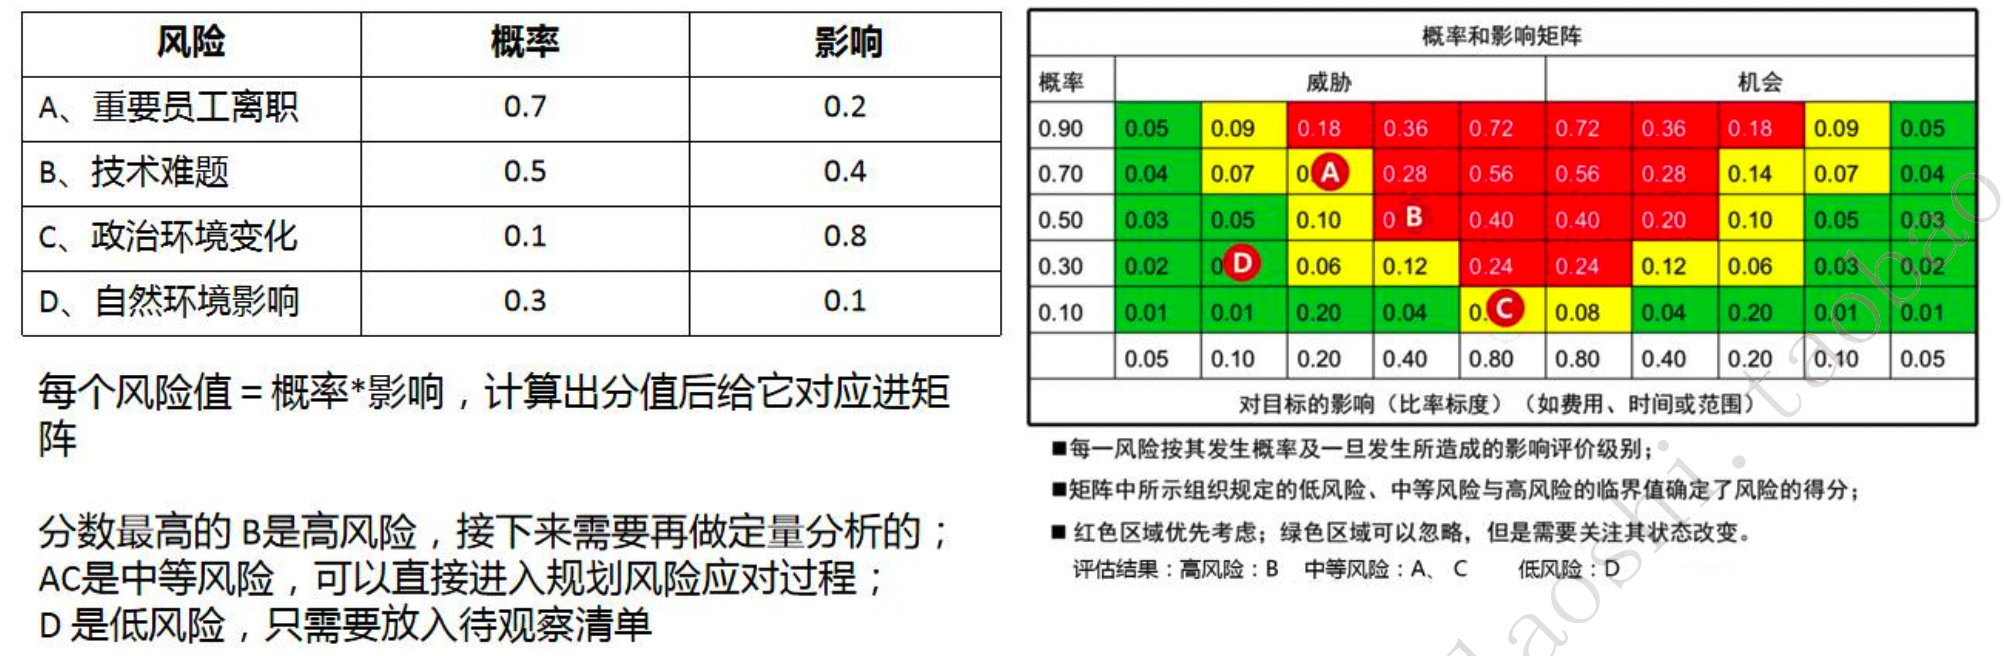 风险 概率 影响
A、重要员工离职 0.7 0.2
B、技术难题 0.5 0.4
C、政治环境变化 0.1 0.8
D、自然环境影响 0.3 0.1
每个风险值=概率*影响，计算出分值后给它对应进矩
阵
分数最高的 B是高风险，接下来需要再做定量分析的；
AC是中等风险，可以直接进入规划风险应对过程；
D 是低风险，只需要放入待观察清单
概率和影响矩阵
概率 威胁 机会
0.90 0.05 0.09 0.18 0.36 0.72 0.72 0.36 0.18 0.09 0.05
0.70 0.04 0.07 0 A 0.28 0.56 0.56 0.28 0.14 0.07 0.04
0.50 0.03 0.05 0.10 0 B 0.40 0.40 0.20 0.10 0.05 0.03
0.30 0.02 0 D 0.06 0.12 0.24 0.24 0.12 0.06 0.03 0.02
0.10 0.01 0.01 0.20 0.04 0. C 0.08 0.04 0.20 0.01 0.01
0.05 0.10 0.20 0.40 0.80 0.80 0.40 0.20 0.10 0.05
对目标的影响（比率标度）（如费用、时间或范围）
■每一风险按其发生概率及一旦发生所造成的影响评价级别；
■矩阵中所示组织规定的低风险、中等风险与高风险的临界值确定了风险的得分；
■ 红色区域优先考虑；绿色区域可以忽略，但是需要关注其状态改变。
评估结果：高风险：B 中等风险：A、 C 低风险：D
laoshi.taobao